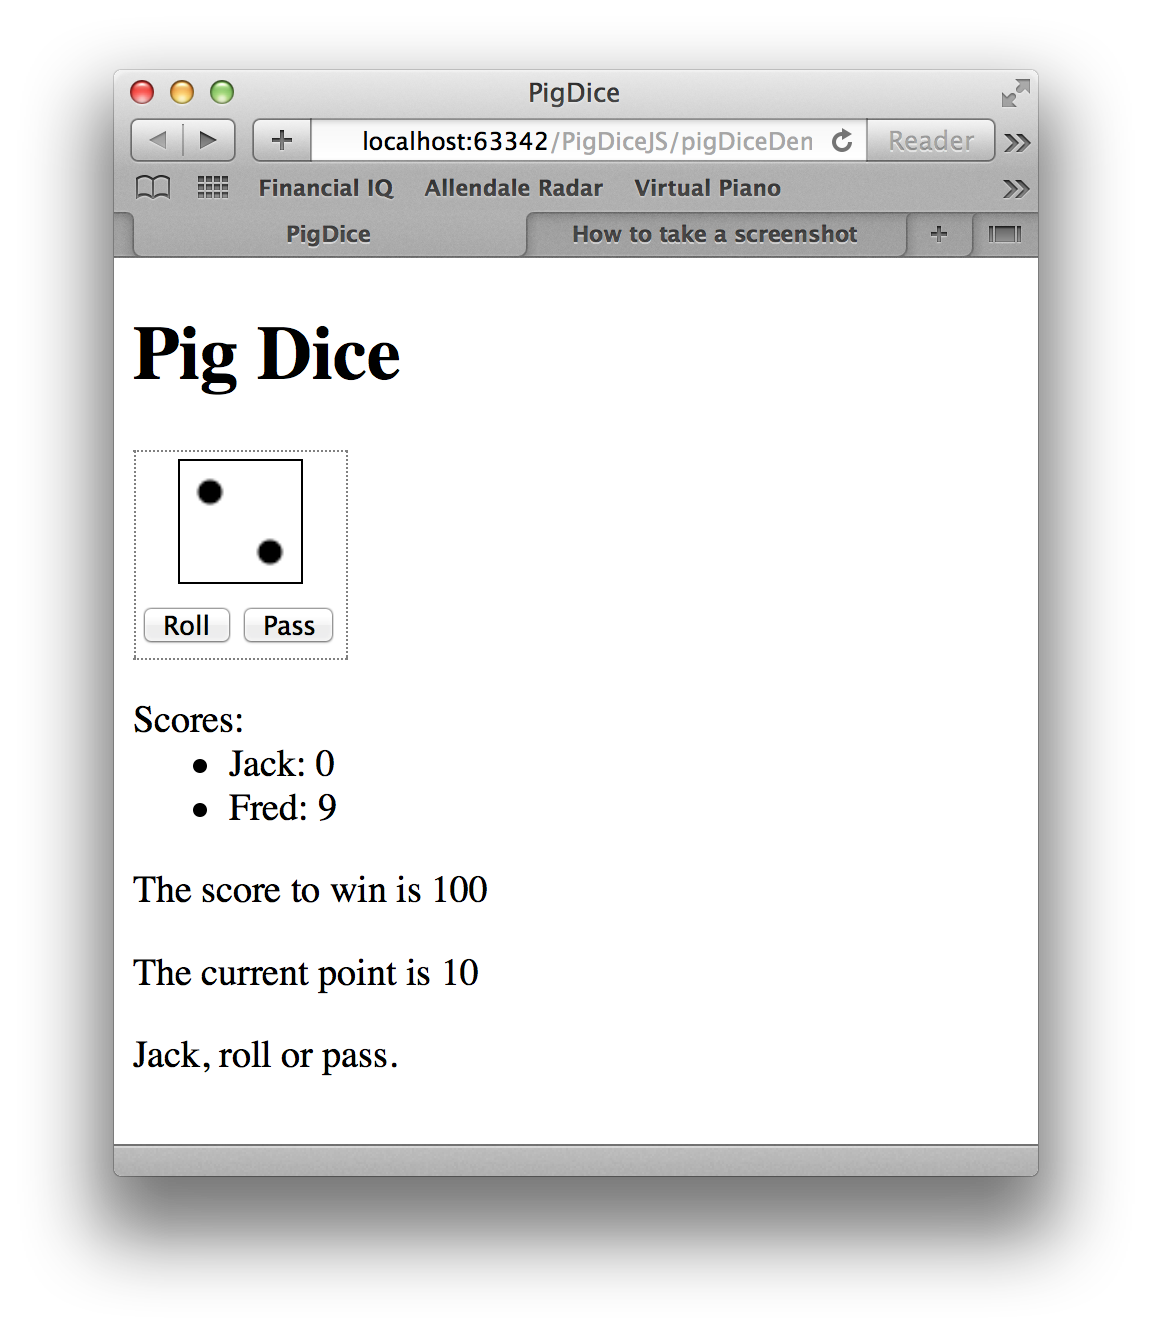 PigDice
localhost:63342/PigDiceJS/pigDiceDen
Reader
Financial IQ Allendale Radar Virtual Piano
PigDice How to take a screenshot
Pig Dice
Roll Pass
Scores:
Jack: 0
Fred: 9
The score to win is 100
The current point is 10
Jack, roll or pass.